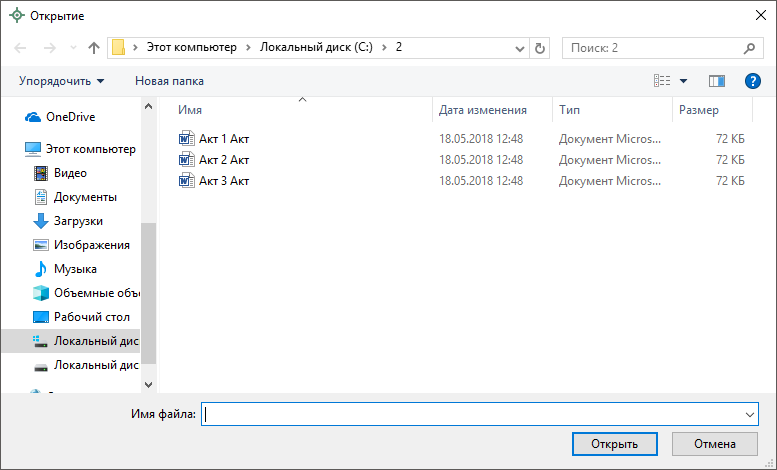 Открытие
Этот компьютер Локальный диск (C:) 2
Поиск: 2
Упорядочить Новая папка
Имя Дата изменения Тип Размер
Акт 1 Акт 18.05.2018 12:48 Документ Micros... 72 КБ
Акт 2 Акт 18.05.2018 12:48 Документ Micros... 72 КБ
Акт 3 Акт 18.05.2018 12:48 Документ Micros... 72 КБ
OneDrive
Этот компьютер
Видео
Документы
Загрузки
Изображения
Музыка
Объемные объ
Рабочий стол
Локальный дис
Локальный дис
Имя файла:
Открыть Отмена